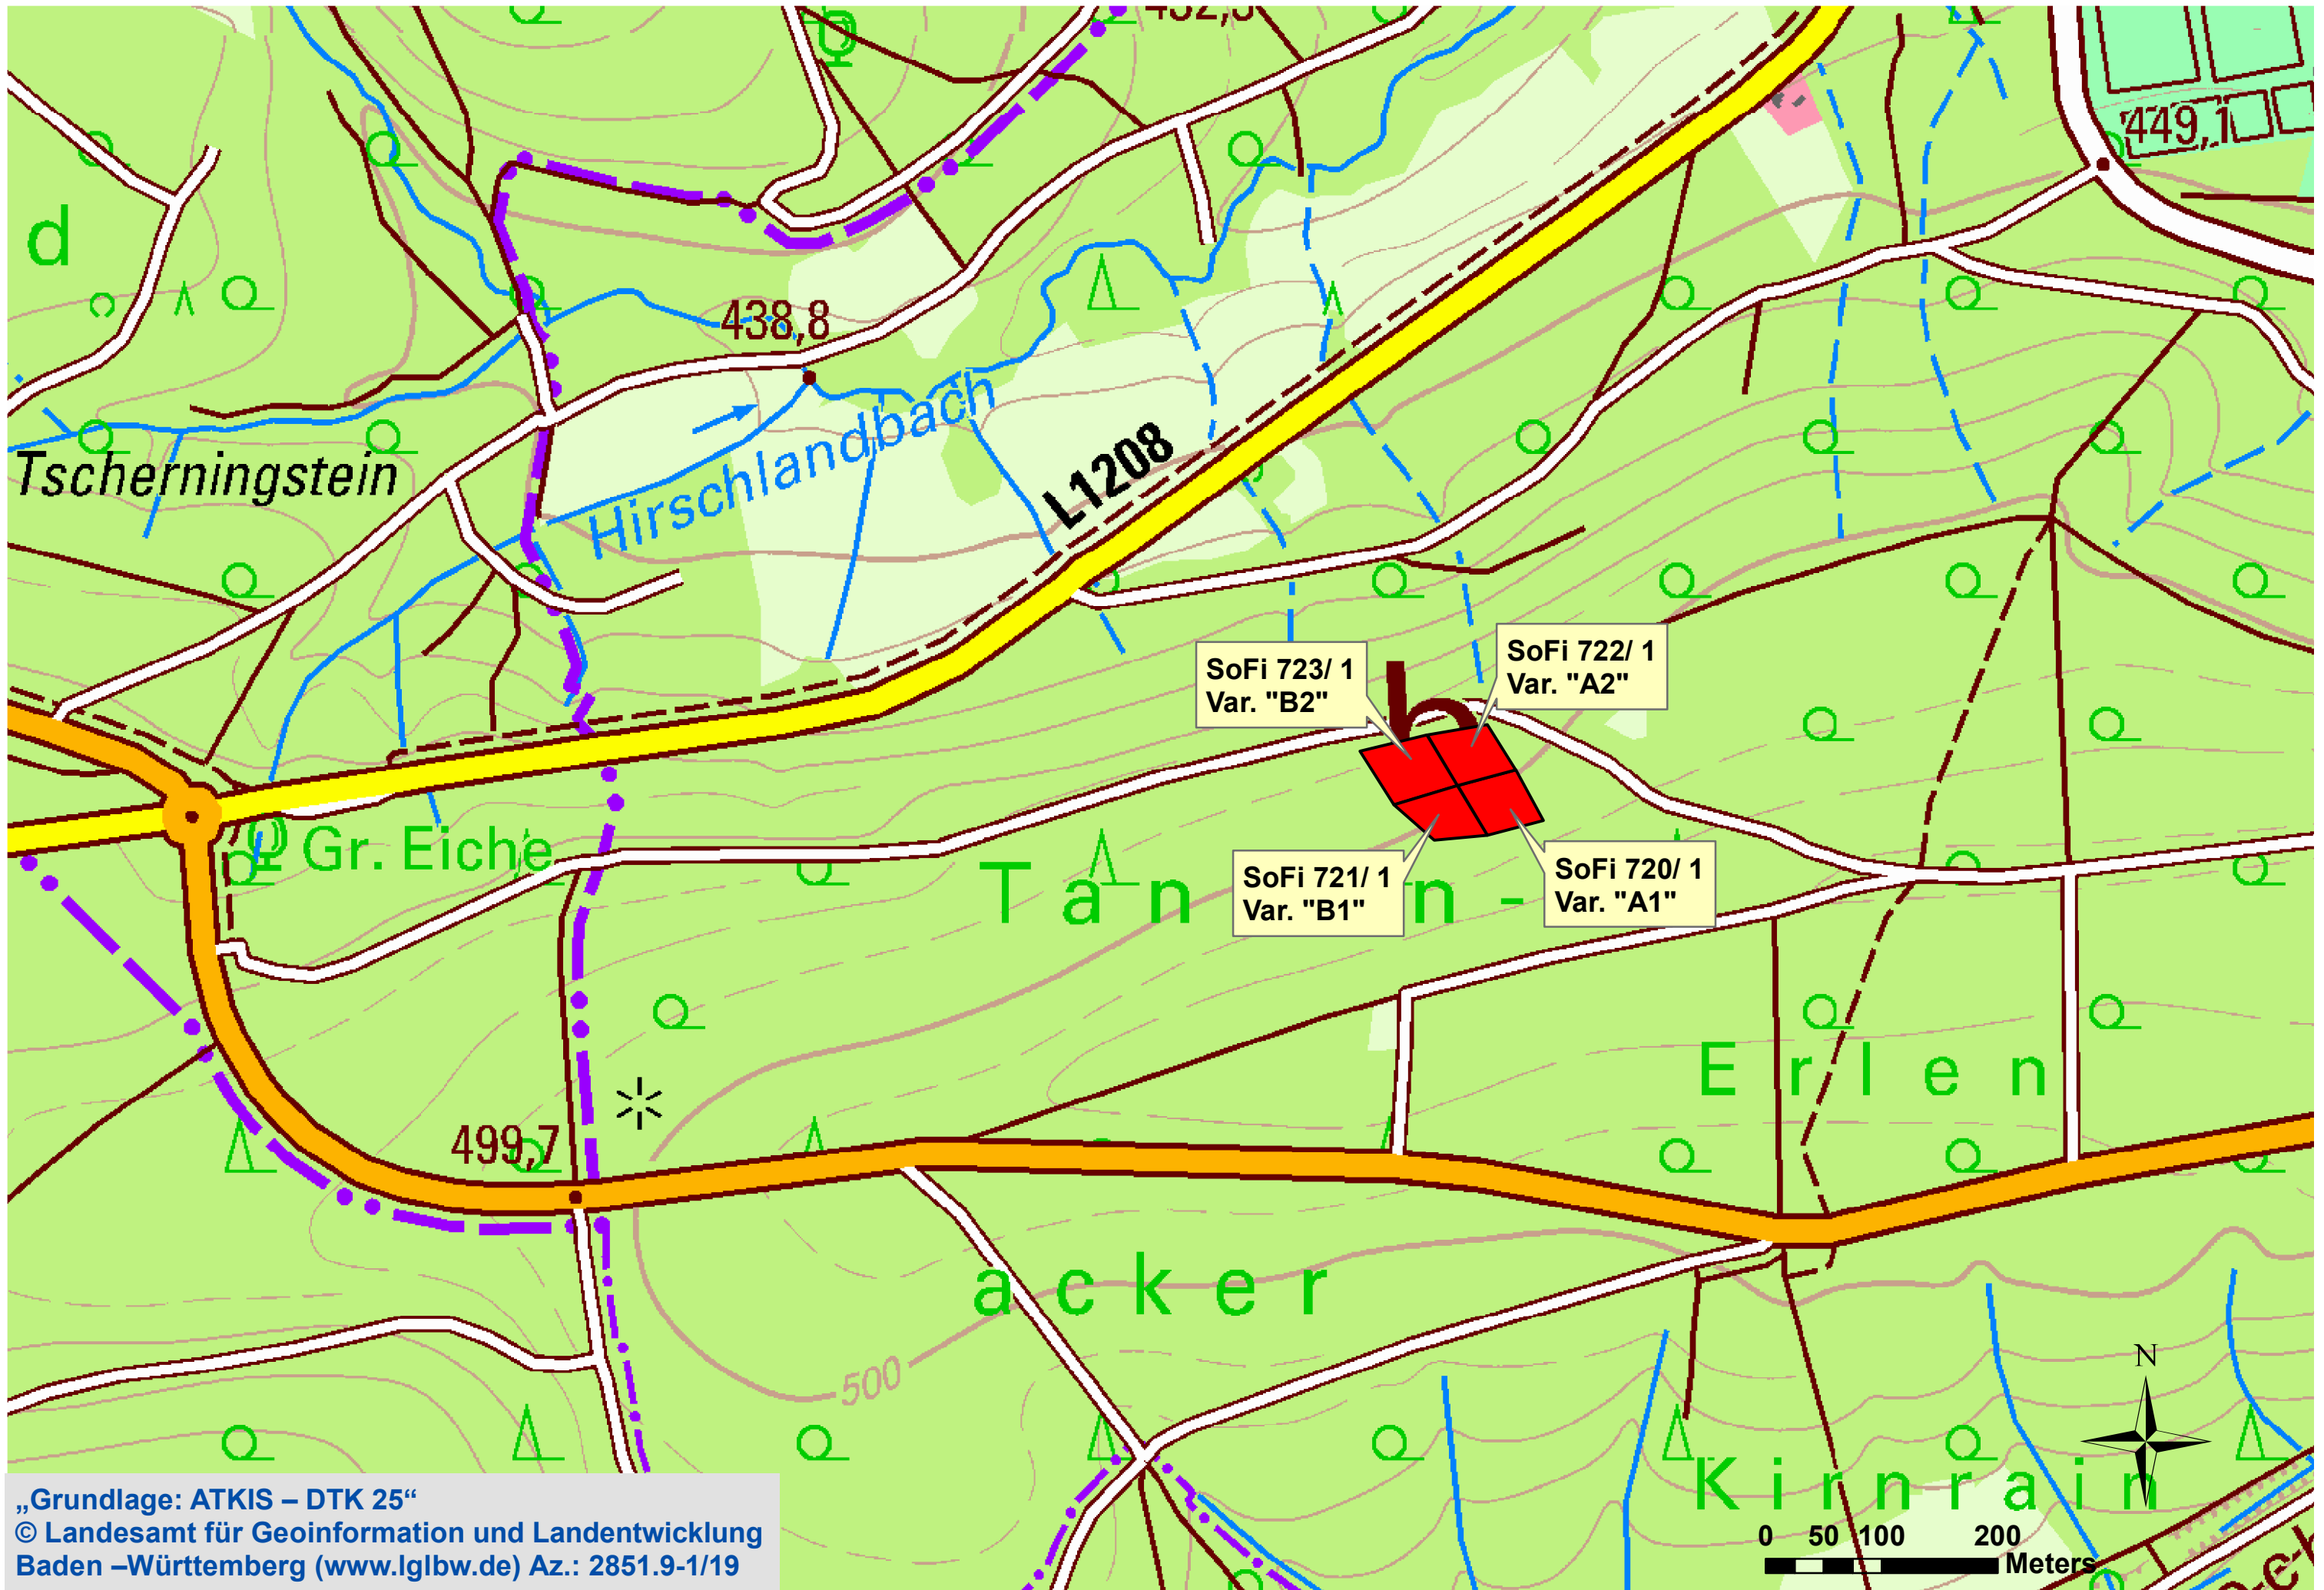 449,1
d
438,8
Tscherningstein
Hirschlandbach
L1208
SoFi 723/ 1
Var. "B2"
SoFi 722/ 1
Var. "A2"
Gr. Eiche
SoFi 721/ 1
Var. "B1"
SoFi 720/ 1
Var. "A1"
T a n n -
E r l e n
499,7
a c k e r
500
N
K i r n r a i n
0 50 100 200
Meters
„Grundlage: ATKIS – DTK 25“
© Landesamt für Geoinformation und Landentwicklung
Baden –Württemberg (www.lglbw.de) Az.: 2851.9-1/19